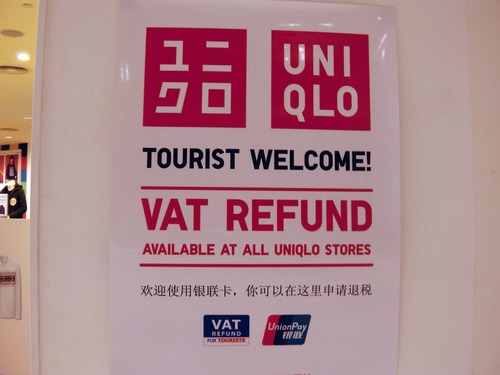 ユニ
クロ
UNI
QLO
TOURIST WELCOME!
VAT REFUND
AVAILABLE AT ALL UNIQLO STORES
欢迎使用银联卡，你可以在这里申请退税
VAT
REFUND
FOR TOURISTS
UnionPay
银联